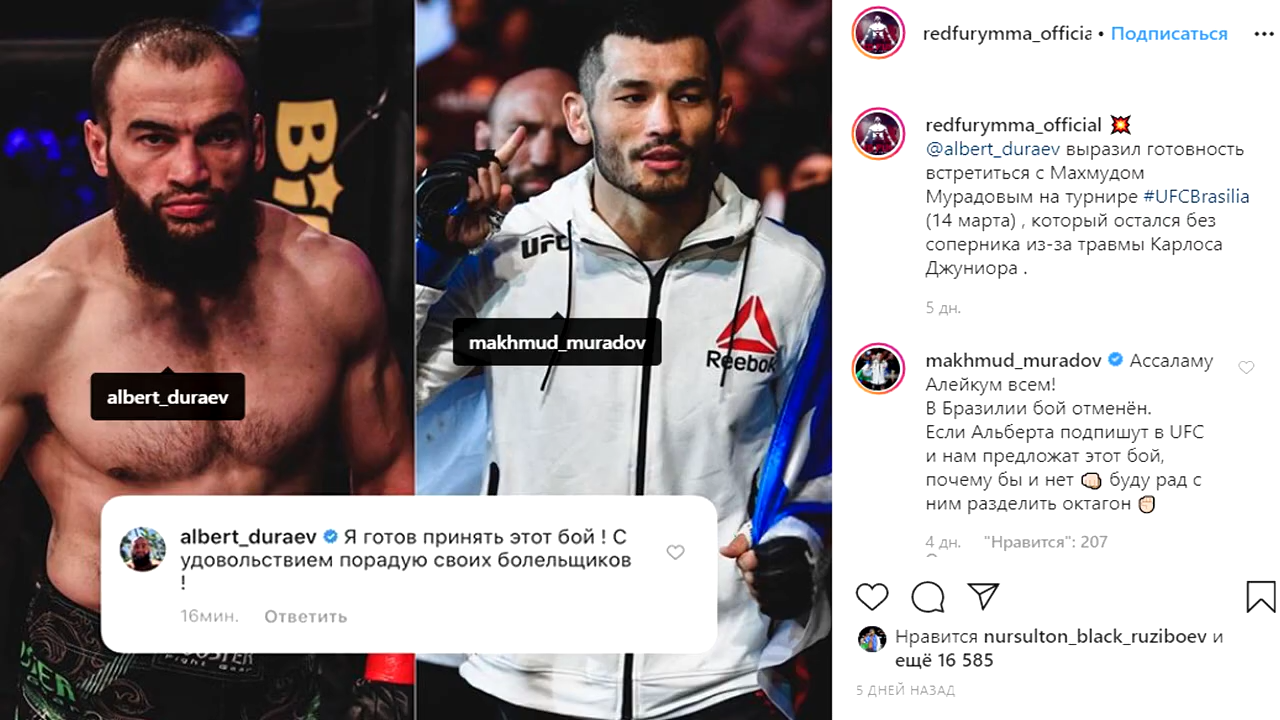 UFC
Reebok
makhmud_muradov
albert_duraev
albert_duraev Я готов принять этот бой ! С
удовольствием порадую своих болельщиков
!
16мин. Ответить
Fight Gear
redfurymma_officia • Подписаться
redfurymma_official 💥
@albert_duraev выразил готовность
встретиться с Махмудом
Мурадовым на турнире #UFCBrasilia
(14 марта) , который остался без
соперника из-за травмы Карлоса
Джуниора .
5 дн.
makhmud_muradov Ассаламу
Алейкум всем!
В Бразилии бой отменён.
Если Альберта подпишут в UFC
и нам предложат этот бой,
почему бы и нет 👊🏻 буду рад с
ним разделить октагон ✊🏻
4 дн. "Нравится": 207
Нравится nursulton_black_ruziboev и
ещё 16 585
5 ДНЕЙ НАЗАД